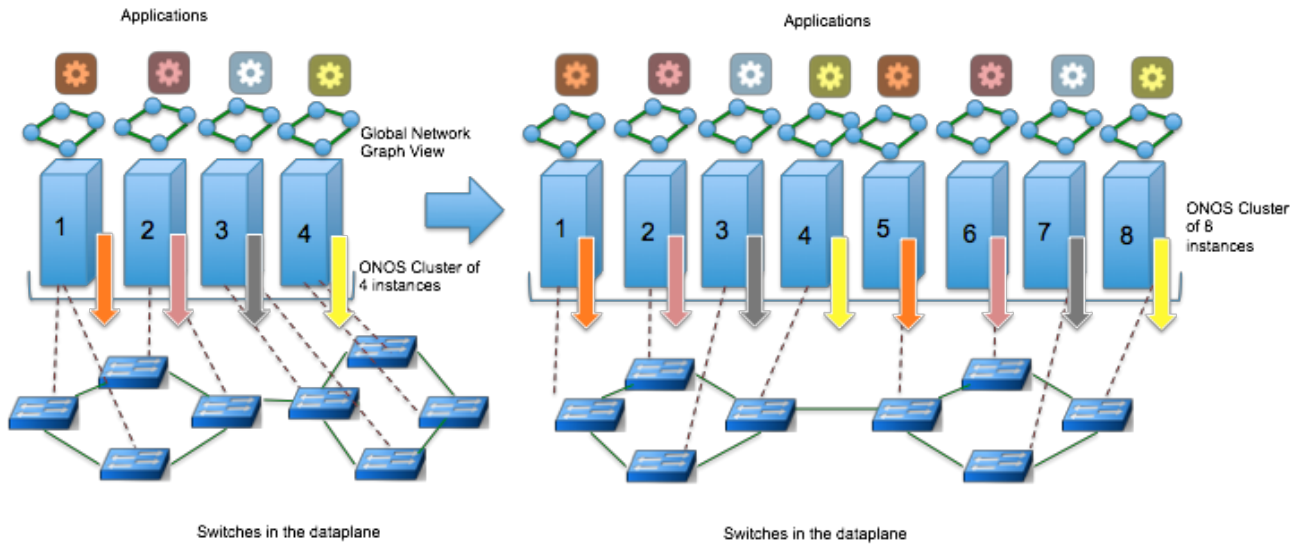 Applications
Applications
Global Network
Graph View
1
2
3
4
ONOS Cluster of
4 instances
1
2
3
4
5
6
7
8
ONOS Cluster
of 8
instances
Switches in the dataplane
Switches in the dataplane